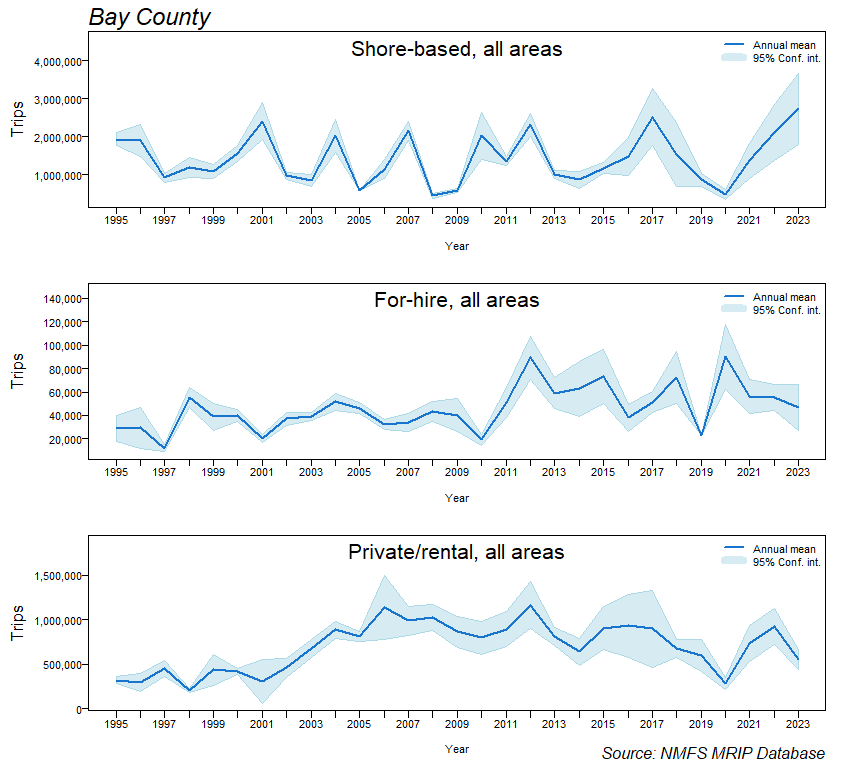 Bay County
Shore-based, all areas
Annual mean
95% Conf. int.
Trips
4,000,000
3,000,000
2,000,000
1,000,000
1995 1997 1999 2001 2003 2005 2007 2009 2011 2013 2015 2017 2019 2021 2023
Year
For-hire, all areas
Annual mean
95% Conf. int.
Trips
140,000
120,000
100,000
80,000
60,000
40,000
20,000
1995 1997 1999 2001 2003 2005 2007 2009 2011 2013 2015 2017 2019 2021 2023
Year
Private/rental, all areas
Annual mean
95% Conf. int.
Trips
1,500,000
1,000,000
500,000
0
1995 1997 1999 2001 2003 2005 2007 2009 2011 2013 2015 2017 2019 2021 2023
Year
Source: NMFS MRIP Database